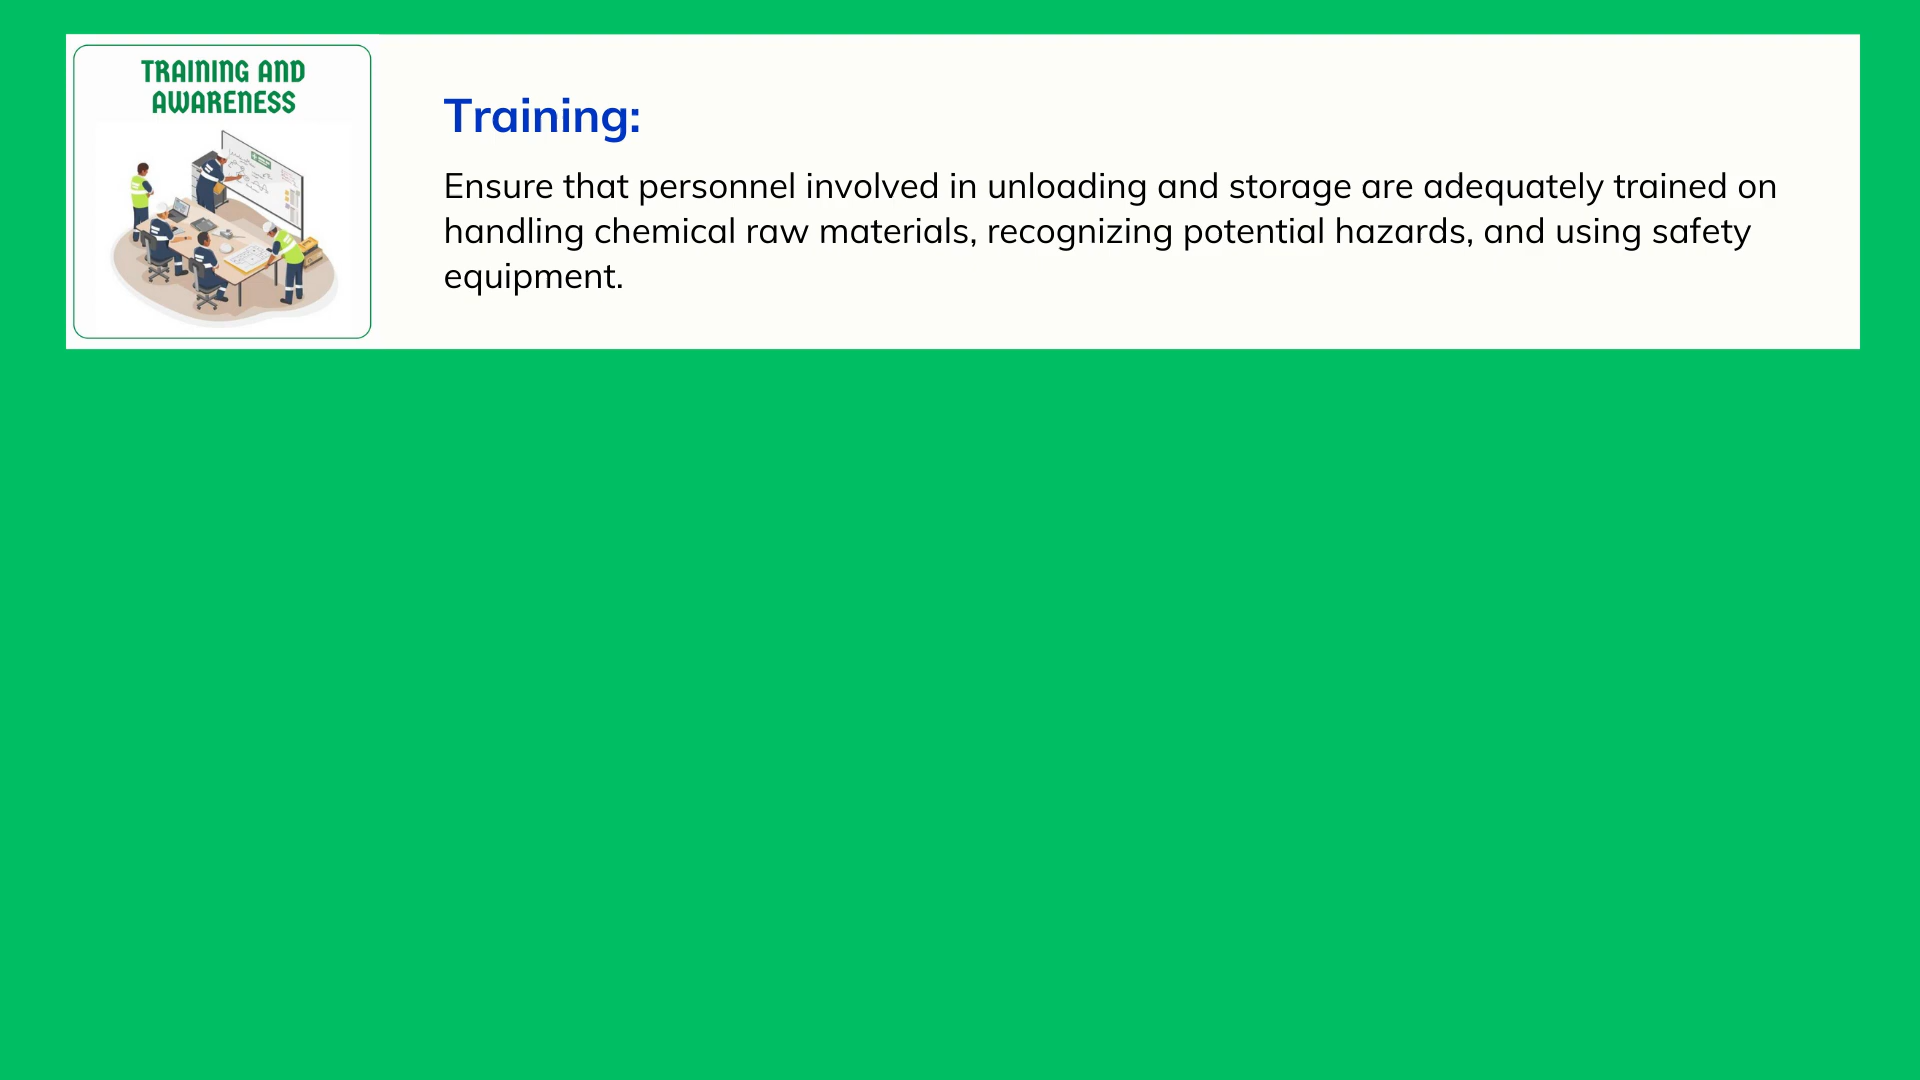 TRAINING AND
AWARENESS
Training:
Ensure that personnel involved in unloading and storage are adequately trained on
handling chemical raw materials, recognizing potential hazards, and using safety
equipment.